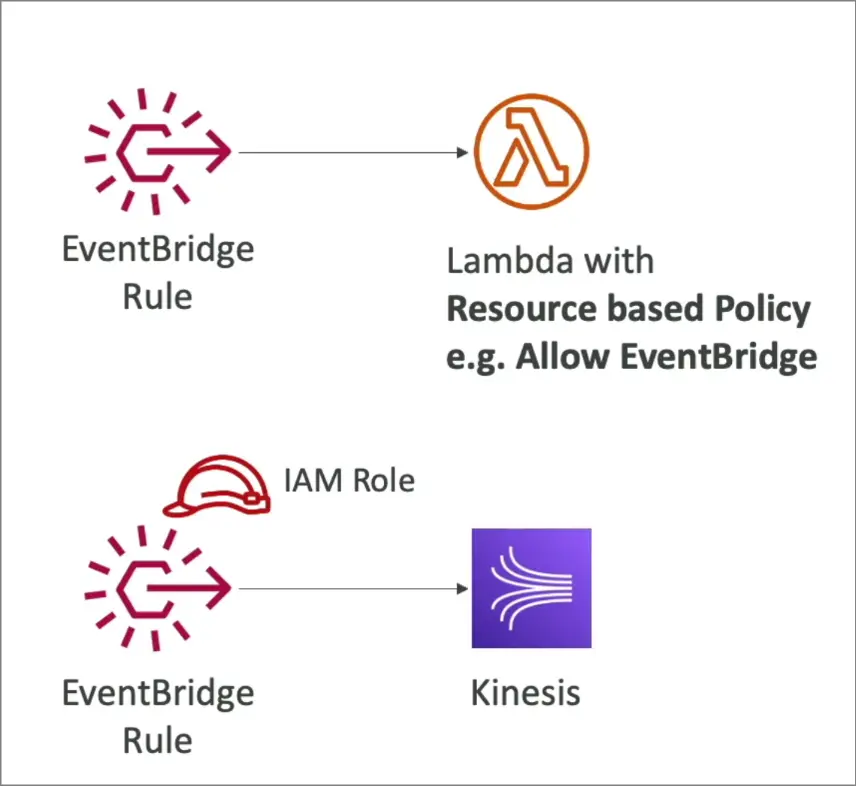 EventBridge
Rule
Lambda with
Resource based Policy
e.g. Allow EventBridge
IAM Role
EventBridge
Rule
Kinesis